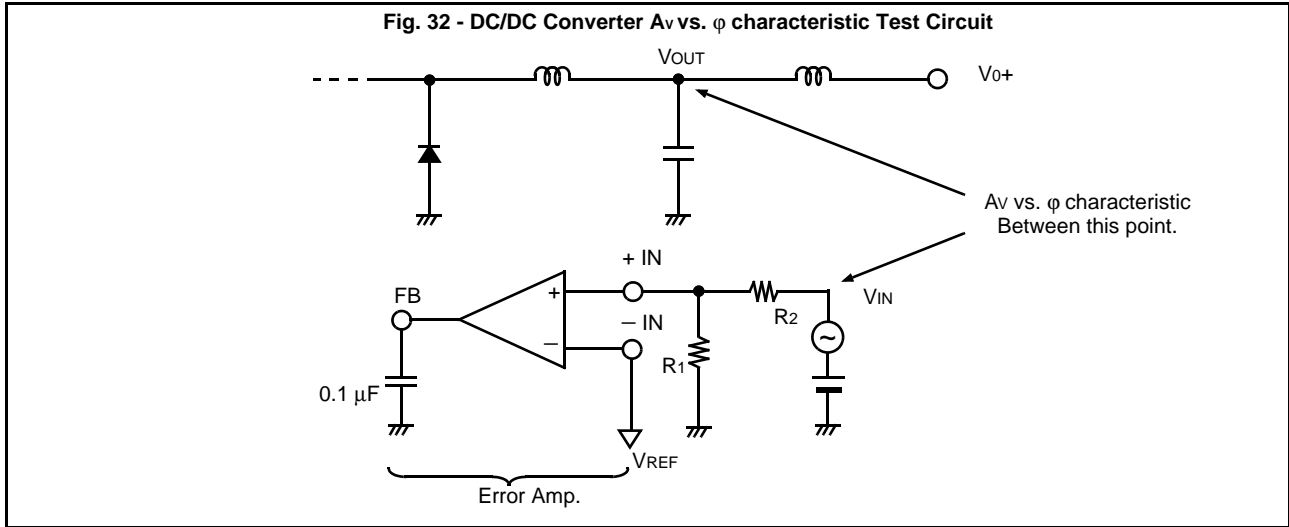 Fig. 32 - DC/DC Converter AV vs. φ characteristic Test Circuit
VOUT
V0+
AV vs. φ characteristic
Between this point.
+ IN
VIN
FB
+
R2
− IN
−
R1
~
0.1 μF
VREF
Error Amp.